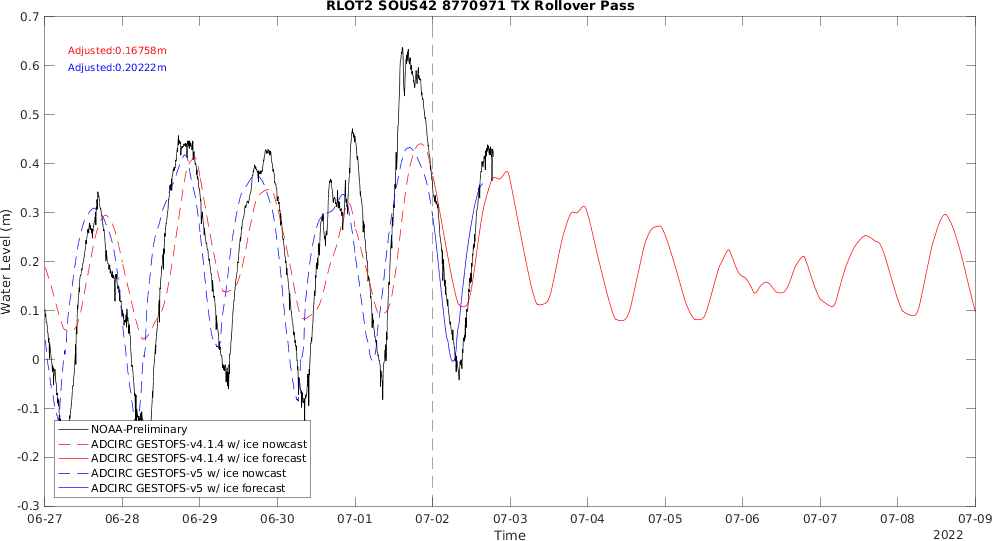 RLOT2 SOUS42 8770971 TX Rollover Pass
0.7
0.6
0.5
0.4
0.3
0.2
0.1
0
-0.1
-0.2
-0.3
Water Level (m)
Adjusted:0.16758m
Adjusted:0.20222m
NOAA-Preliminary
ADCIRC GESTOFS-v4.1.4 w/ ice nowcast
ADCIRC GESTOFS-v4.1.4 w/ ice forecast
ADCIRC GESTOFS-v5 w/ ice nowcast
ADCIRC GESTOFS-v5 w/ ice forecast
06-27 06-28 06-29 06-30 07-01 07-02 07-03 07-04 07-05 07-06 07-07 07-08 07-09
Time
2022